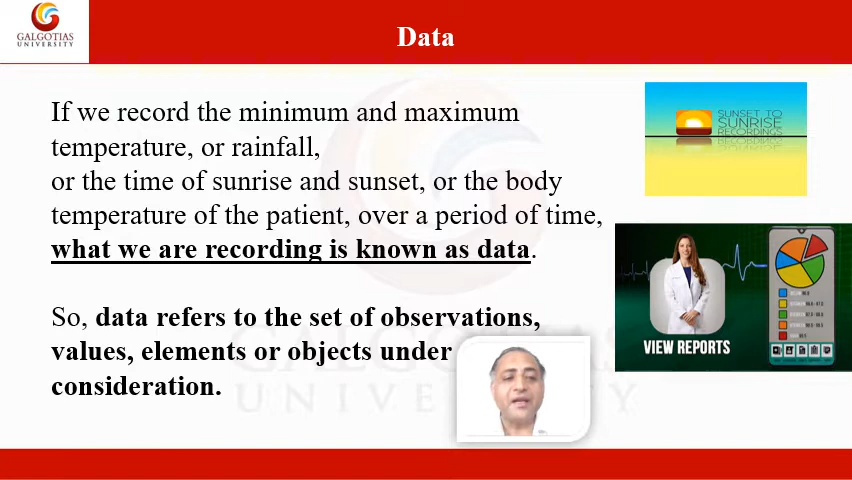 GALGOTIAS
UNIVERSITY
Data
If we record the minimum and maximum
temperature, or rainfall,
or the time of sunrise and sunset, or the body
temperature of the patient, over a period of time,
what we are recording is known as data.
So, data refers to the set of observations,
values, elements or objects under
consideration.
SUNSET TO
SUNRISE
RECORDINGS
VIEW REPORTS
UNIVERSITY